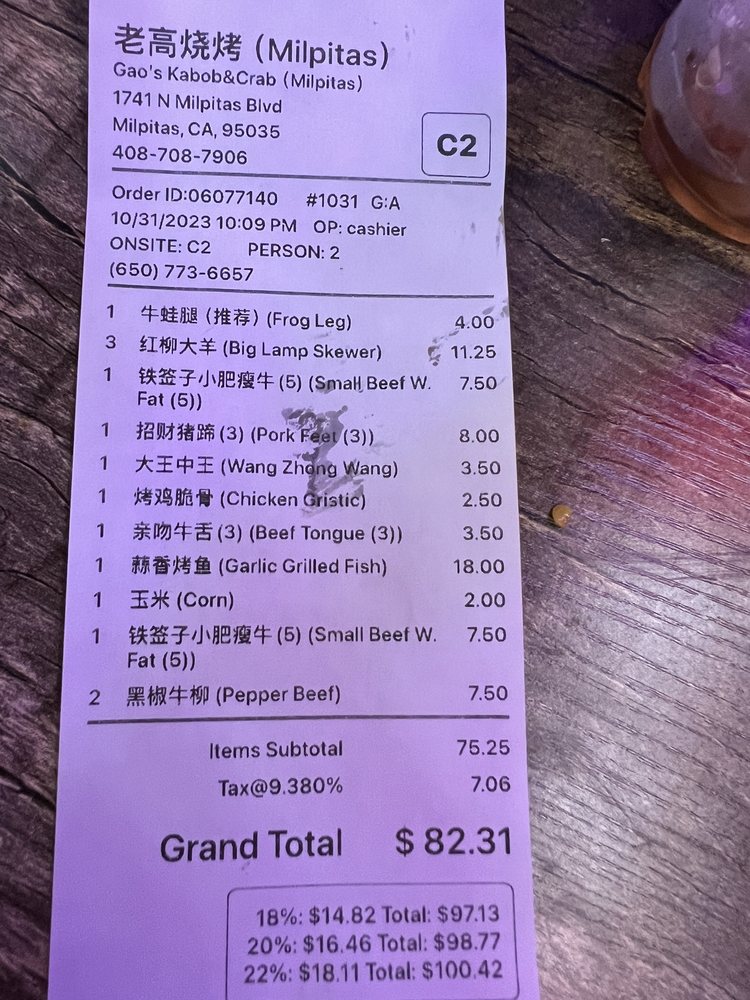 老高烧烤 (Milpitas)
Gao's Kabob&Crab (Milpitas)
1741 N Milpitas Blvd
Milpitas, CA, 95035
408-708-7906
C2
Order ID:06077140 #1031 G:A
10/31/2023 10:09 PM OP: cashier
ONSITE: C2 PERSON: 2
(650) 773-6657
1 牛蛙腿 (推荐) (Frog Leg) 4.00
3 红柳大羊 (Big Lamp Skewer) 11.25
1 铁签子小肥瘦牛 (5) (Small Beef W. 7.50
Fat (5))
1 招财猪蹄 (3) (Pork Feet (3)) 8.00
1 大王中王 (Wang Zhong Wang) 3.50
1 烤鸡脆骨 (Chicken Gristic) 2.50
1 亲吻牛舌 (3) (Beef Tongue (3)) 3.50
1 蒜香烤鱼 (Garlic Grilled Fish) 18.00
1 玉米 (Corn) 2.00
1 铁签子小肥瘦牛 (5) (Small Beef W. 7.50
Fat (5))
2 黑椒牛柳 (Pepper Beef) 7.50
Items Subtotal 75.25
Tax@9.380% 7.06
Grand Total $ 82.31
18%: $14.82 Total: $97.13
20%: $16.46 Total: $98.77
22%: $18.11 Total: $100.42